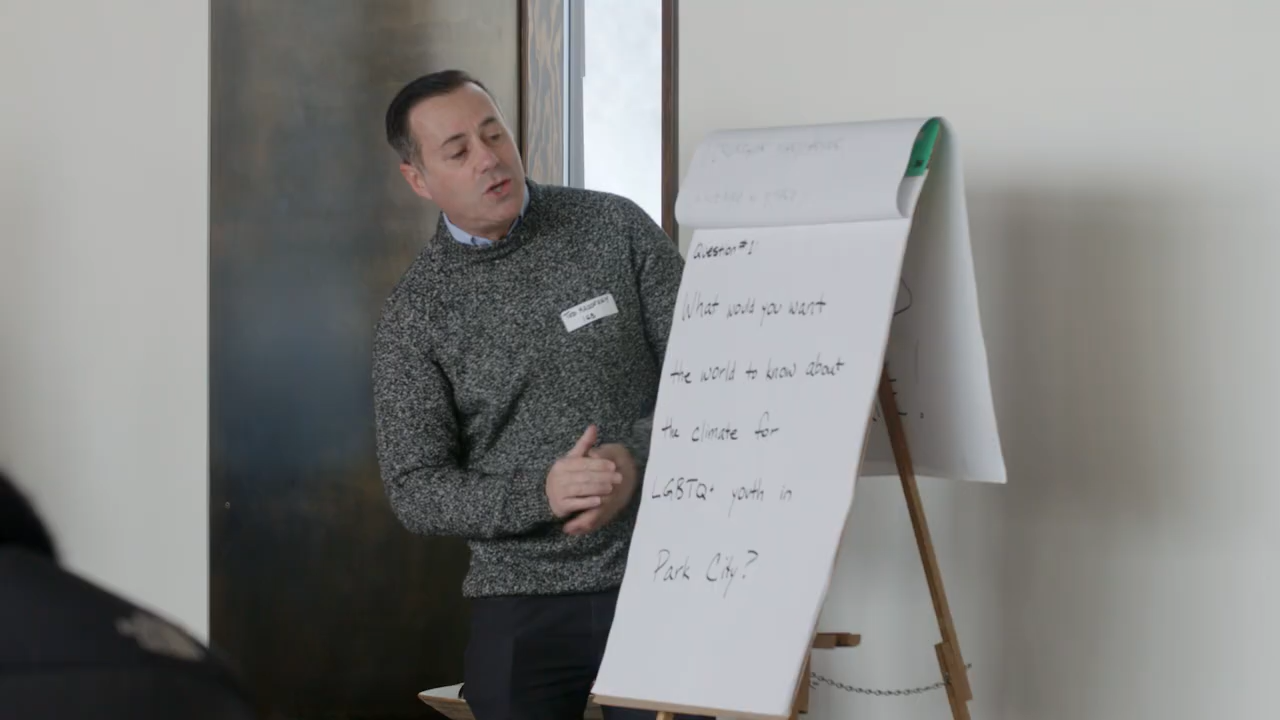 Question #1
What would you want
the world to know about
the climate for
LGBTQ+ youth in
Park City?